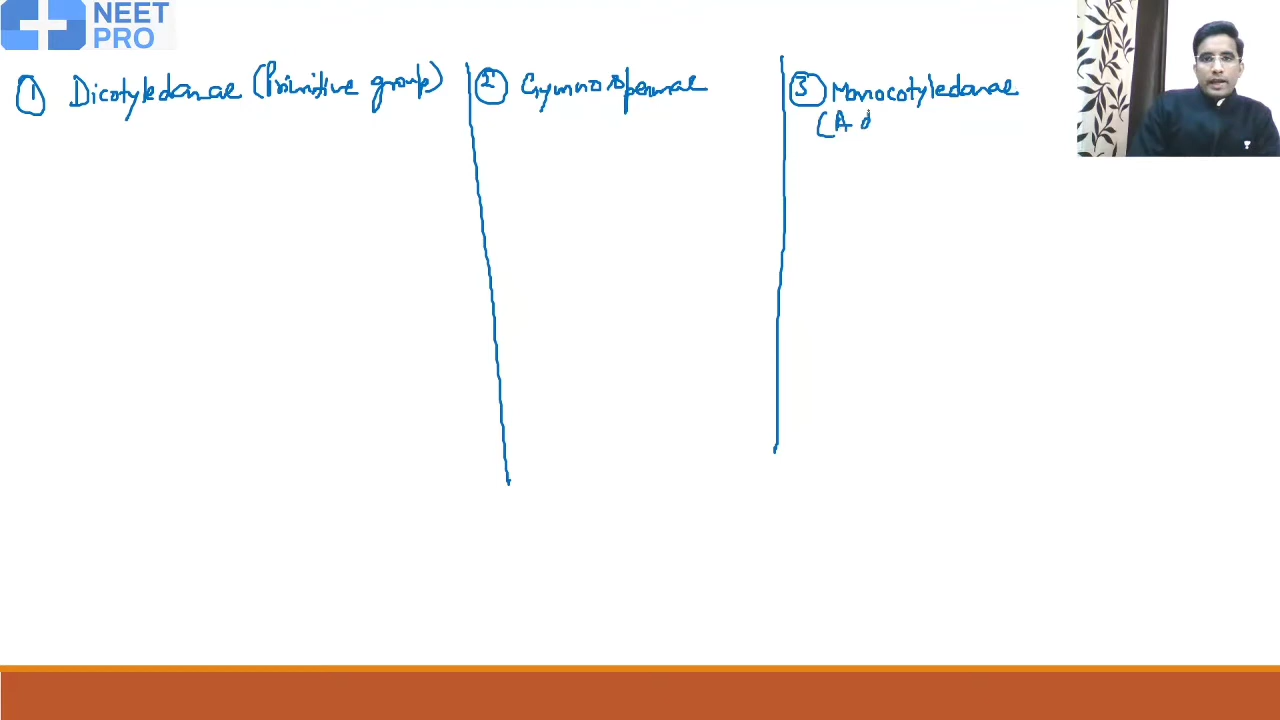 NEET
PRO
1 Dicotyledonae (Primitive group)
2 Gymnospermae
3 Monocotyledonae
(A d